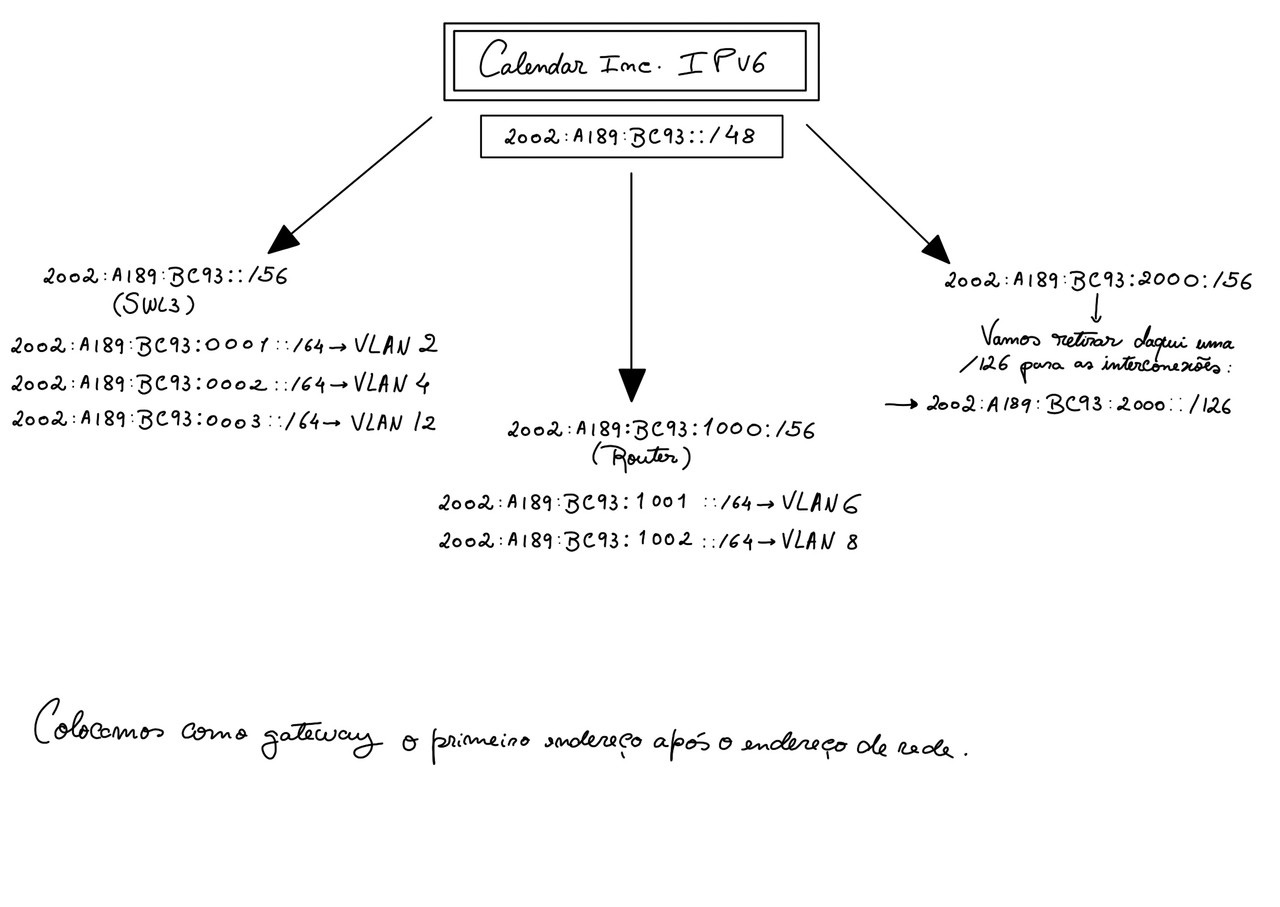 Calendar Inc. IPV6
2002:A189:BC93::/48
2002:A189:BC93::/56
(SWL3)
2002:A189:BC93:0001::/64→ VLAN 2
2002:A189:BC93:0002::/64→ VLAN 4
2002:A189:BC93:0003::/64→ VLAN 12
2002:A189:BC93:1000:/56
(Router)
2002:A189:BC93:1001 ::/64→ VLAN 6
2002:A189:BC93:1002 ::/64→ VLAN 8
2002:A189:BC93:2000:/56
Vamos retirar daqui uma
/126 para as interconexões:
→ 2002:A189:BC93:2000::/126
Colocamos como gateway o primeiro endereço após o endereço de rede.